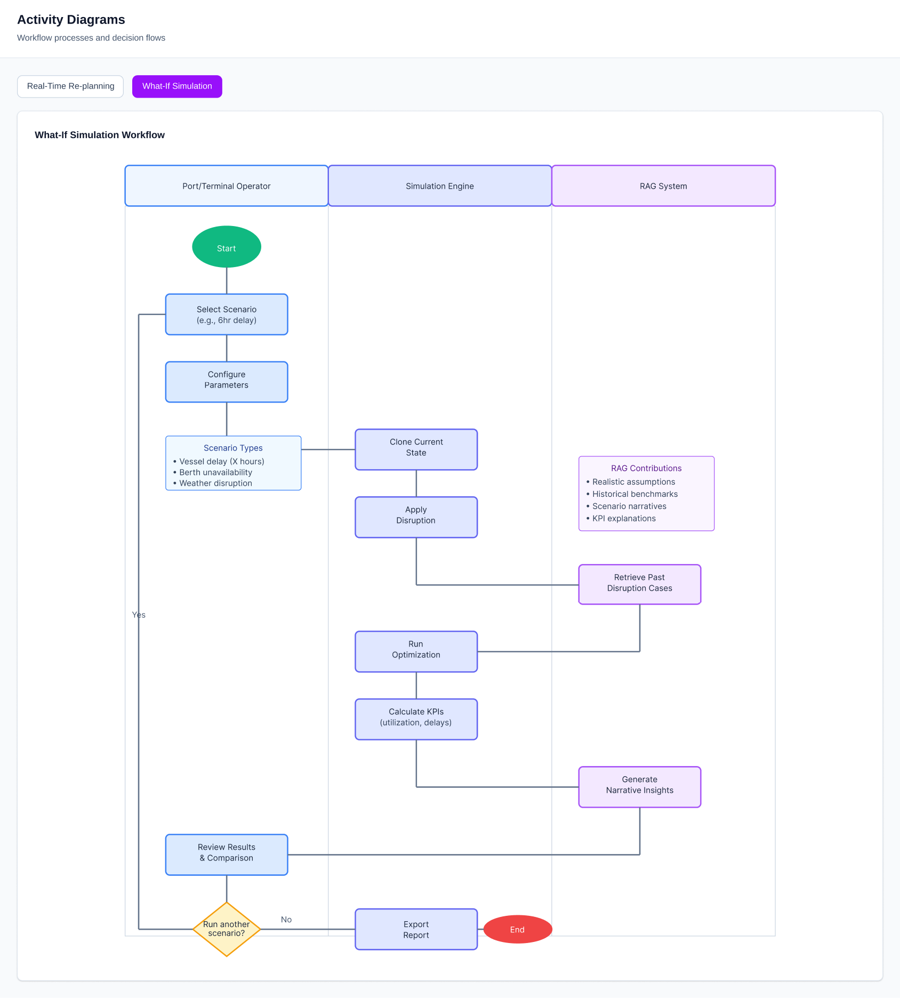 Activity Diagrams
Workflow processes and decision flows
Real-Time Re-planning
What-If Simulation
What-If Simulation Workflow
Port/Terminal Operator
Simulation Engine
RAG System
Start
Select Scenario
(e.g., 6hr delay)
Configure
Parameters
Scenario Types
• Vessel delay (X hours)
• Berth unavailability
• Weather disruption
Clone Current
State
RAG Contributions
• Realistic assumptions
• Historical benchmarks
• Scenario narratives
• KPI explanations
Apply
Disruption
Retrieve Past
Disruption Cases
Yes
Run
Optimization
Calculate KPIs
(utilization, delays)
Generate
Narrative Insights
Review Results
& Comparison
Run another
scenario?
No
Export
Report
End